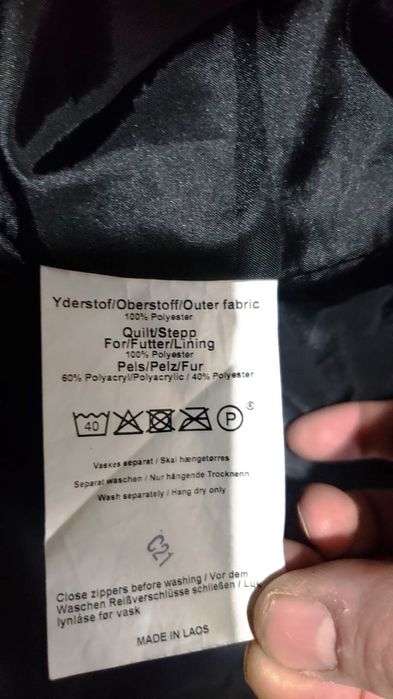 Yderstof/Oberstoff/Outer fabric
100% Polyester
Quilt/Stepp
For/Futter/Lining
100% Polyester
Pels/Pelz/Fur
60% Polyacryl/Polyacrylic / 40% Polyester
40 P ©
Vaskes separat / Skal hængetørres
Separat waschen / Nur hängende Trocknenn
Wash separately / Hang dry only
C21
Close zippers before washing / Vor dem
Waschen Reißverschlüsse schließen /
lynlåse før vask
MADE IN LAOS